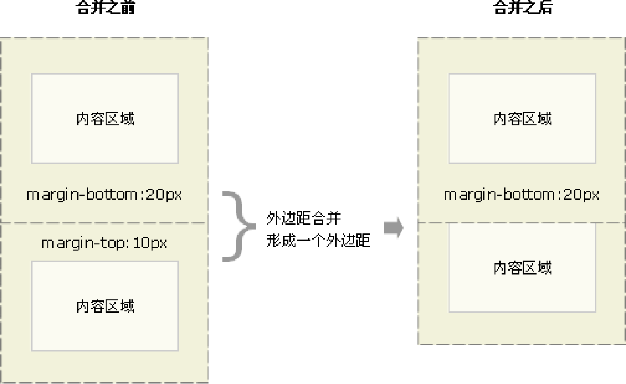 合并之前
合并之后
内容区域
margin-bottom:20px
margin-top:10px
内容区域
外边距合并
形成一个外边距
内容区域
margin-bottom:20px
内容区域